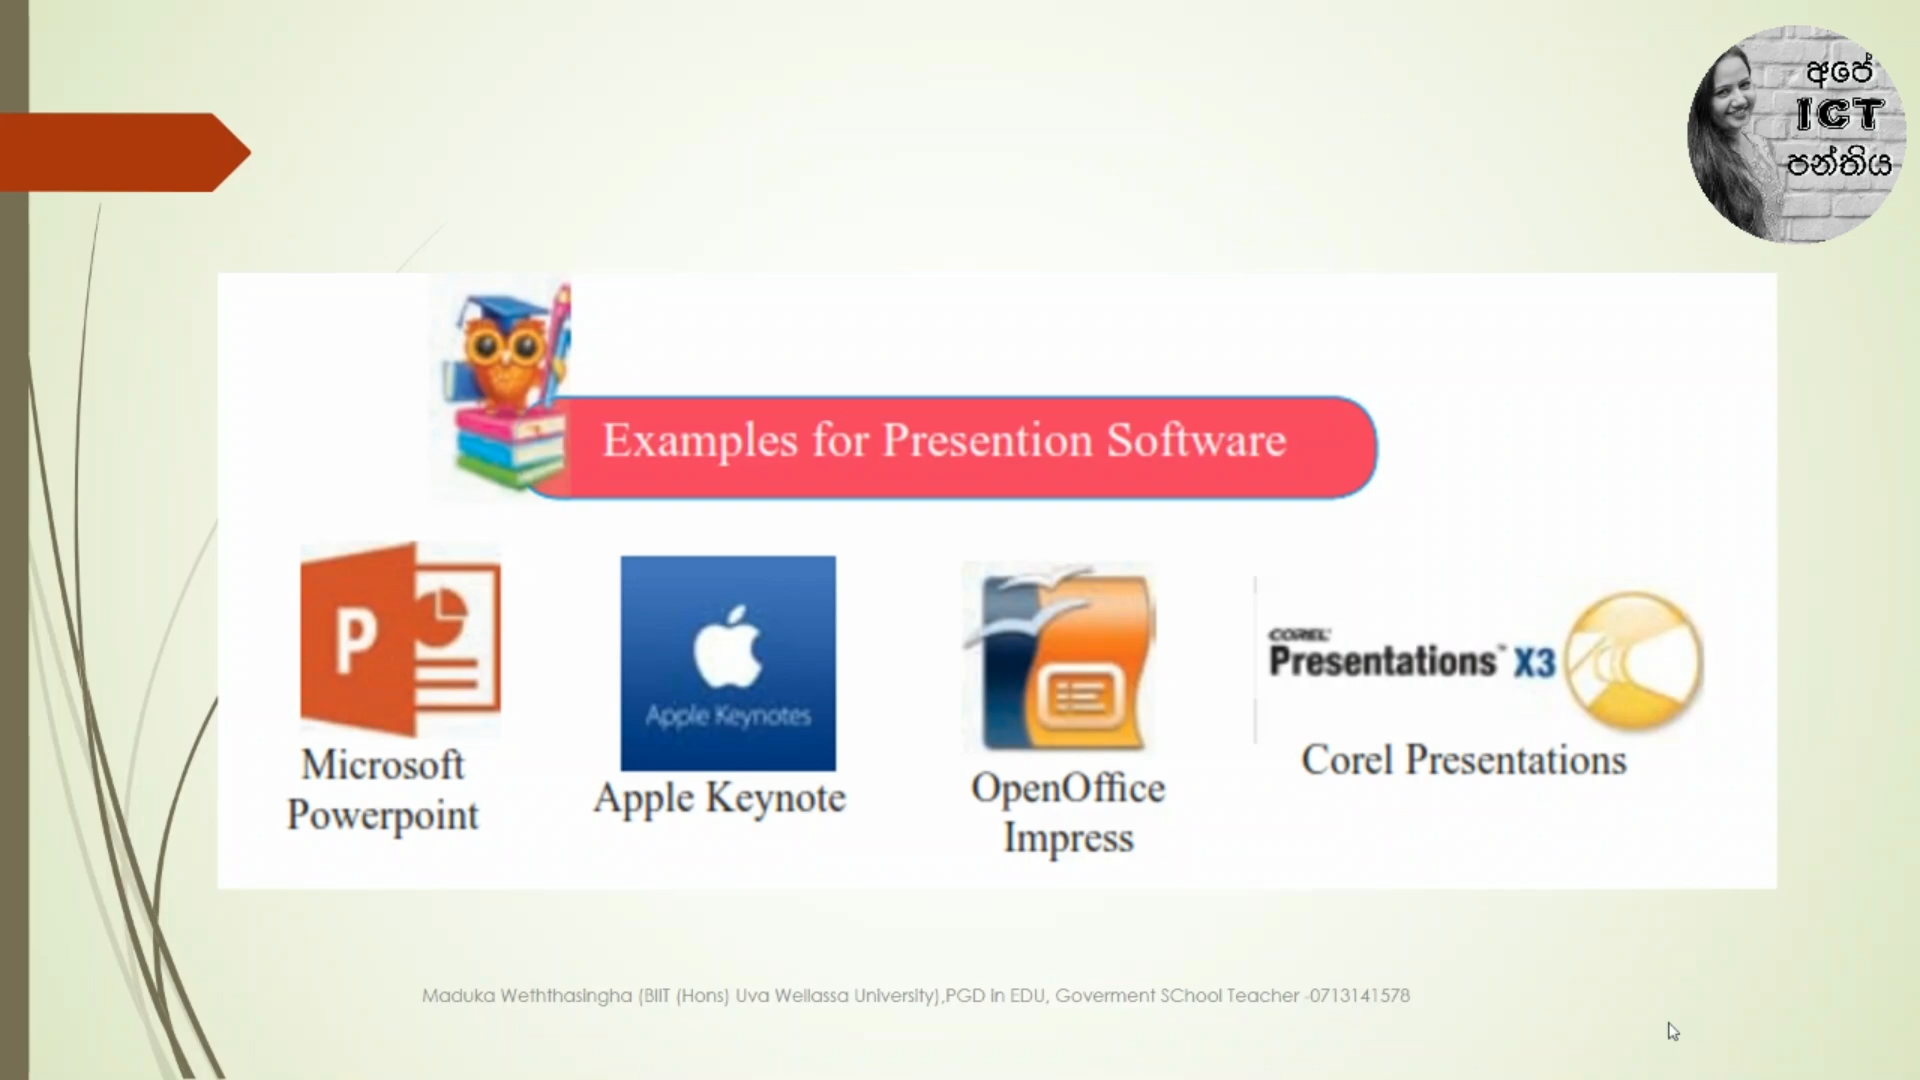 අපේ
ICT
පන්තිය
Examples for Presention Software
P
Apple Keynotes
COREL
Presentations™ X3
Microsoft
Powerpoint
Apple Keynote
OpenOffice
Impress
Corel Presentations
Maduka Weththasingha (BIIT (Hons) Uva Wellassa University),PGD in EDU, Goverment SChool Teacher -0713141578